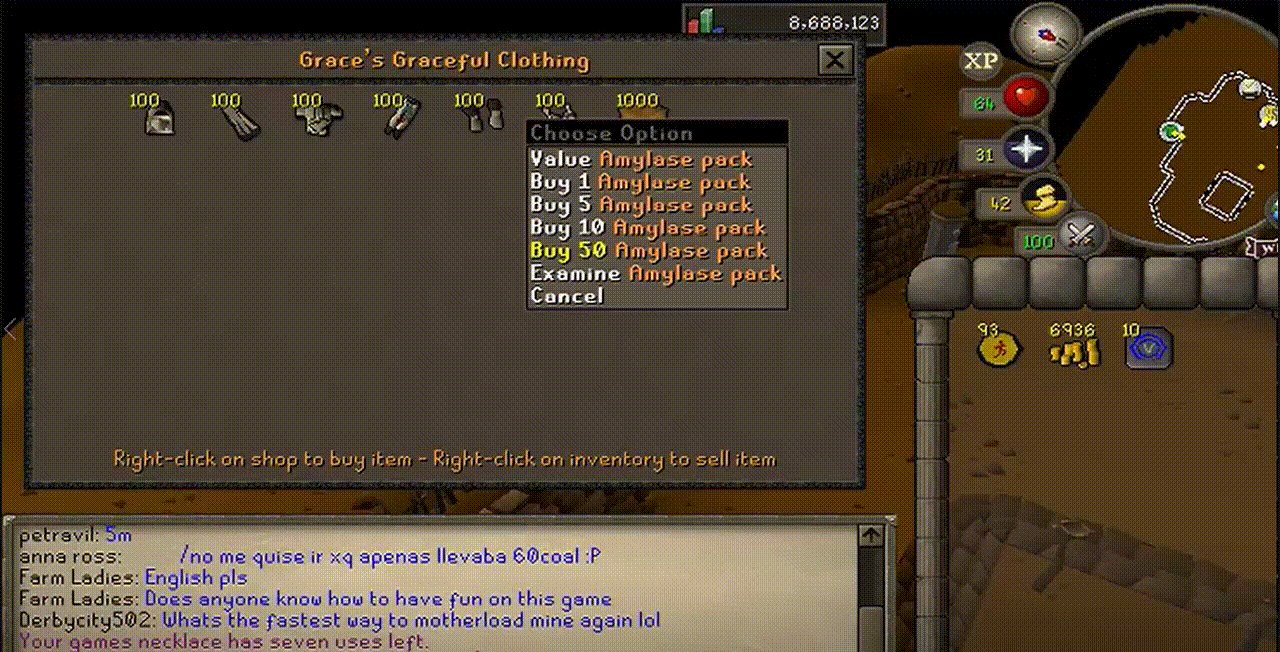 8,688,123
Grace's Graceful Clothing
XP
100 100 100 100 100 100 1000
64
Choose Option
Value Amylase pack
Buy 1 Amylase pack
Buy 5 Amylase pack
Buy 10 Amylase pack
Buy 50 Amylase pack
Examine Amylase pack
Cancel
31
42
100
93 6936 10
Right-click on shop to buy item - Right-click on inventory to sell item
petravil: 5m
anna ross: /no me quise ir xq apenas llevaba 60coal :P
Farm Ladies: English pls
Farm Ladies: Does anyone know how to have fun on this game
Derbycity502: Whats the fastest way to motherload mine again lol
Your games necklace has seven uses left.